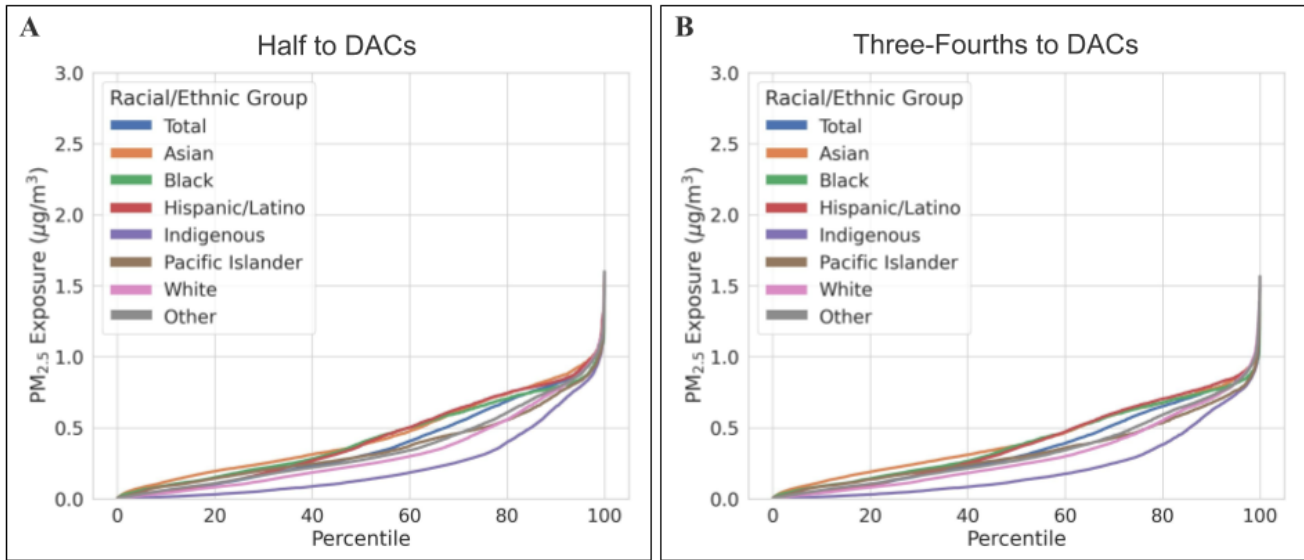 A
Half to DACs
3.0
2.5
2.0
1.5
1.0
0.5
0.0
PM2.5 Exposure (μg/m³)
Racial/Ethnic Group
Total
Asian
Black
Hispanic/Latino
Indigenous
Pacific Islander
White
Other
0 20 40 60 80 100
Percentile
B
Three-Fourths to DACs
3.0
2.5
2.0
1.5
1.0
0.5
0.0
PM2.5 Exposure (μg/m³)
Racial/Ethnic Group
Total
Asian
Black
Hispanic/Latino
Indigenous
Pacific Islander
White
Other
0 20 40 60 80 100
Percentile